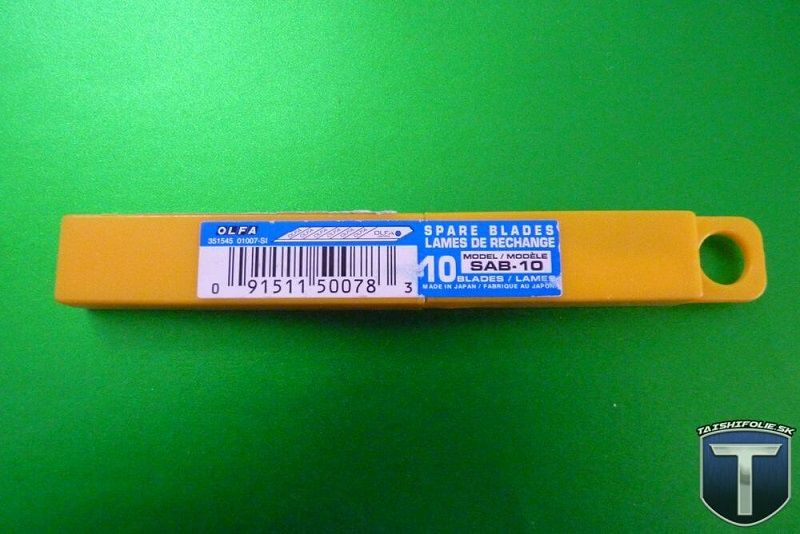 OLFA
351545 01007-SI
OLFA
0 91511 50078 3
SPARE BLADES
LAMES DE RECHANGE
10
MODEL / MODÈLE
SAB-10
BLADES / LAMES
MADE IN JAPAN / FABRIQUE AU JAPON
TAISHIFOLIE.SK
T